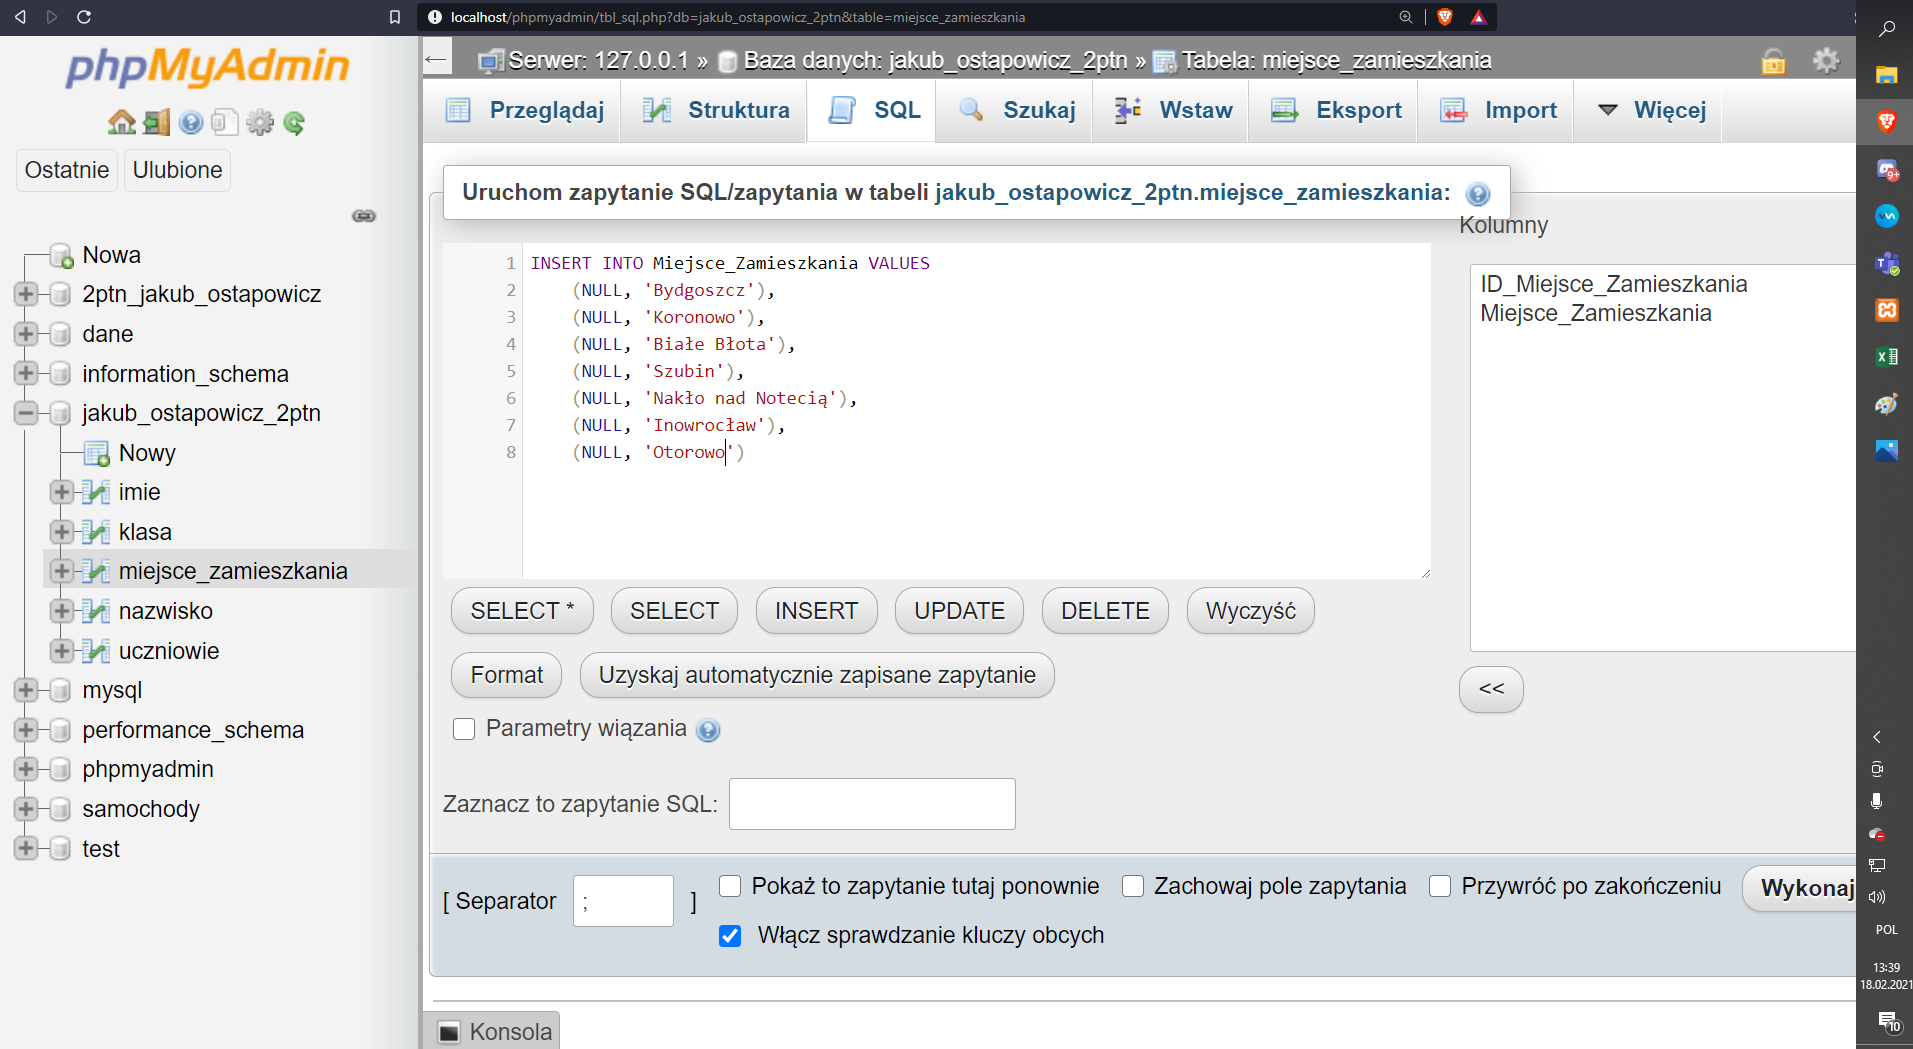 localhost/phpmyadmin/tbl_sql.php?db=jakub_ostapowicz_2ptn&table=miejsce_zamieszkania
phpMyAdmin
Ostatnie Ulubione
Nowa
2ptn_jakub_ostapowicz
dane
information_schema
jakub_ostapowicz_2ptn
Nowy
imie
klasa
miejsce_zamieszkania
nazwisko
uczniowie
mysql
performance_schema
phpmyadmin
samochody
test
Serwer: 127.0.0.1 » Baza danych: jakub_ostapowicz_2ptn » Tabela: miejsce_zamieszkania
Przeglądaj Struktura SQL Szukaj Wstaw Eksport Import Więcej
Uruchom zapytanie SQL/zapytania w tabeli jakub_ostapowicz_2ptn.miejsce_zamieszkania:
1 INSERT INTO Miejsce_Zamieszkania VALUES
2 (NULL, 'Bydgoszcz'),
3 (NULL, 'Koronowo'),
4 (NULL, 'Białe Błota'),
5 (NULL, 'Szubin'),
6 (NULL, 'Nakło nad Notecią'),
7 (NULL, 'Inowrocław'),
8 (NULL, 'Otorowo')
Kolumny
ID_Miejsce_Zamieszkania
Miejsce_Zamieszkania
<<
SELECT * SELECT INSERT UPDATE DELETE Wyczyść
Format Uzyskaj automatycznie zapisane zapytanie
Parametry wiązania
Zaznacz to zapytanie SQL:
[ Separator ; ] Pokaż to zapytanie tutaj ponownie Zachowaj pole zapytania Przywróć po zakończeniu Wykonaj
Włącz sprawdzanie kluczy obcych
Konsola
9+
POL
13:39
18.02.2021
10